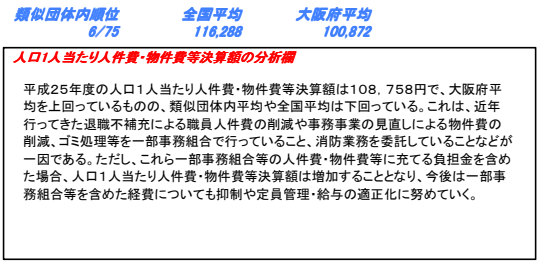 類似団体内順位 全国平均 大阪府平均
6/75 116,288 100,872
人口1人当たり人件費・物件費等決算額の分析欄
平成25年度の人口1人当たり人件費・物件費等決算額は108，758円で、大阪府平
均を上回っているものの、類似団体内平均や全国平均は下回っている。これは、近年
行ってきた退職不補充による職員人件費の削減や事務事業の見直しによる物件費の
削減、ゴミ処理等を一部事務組合で行っていること、消防業務を委託していることなどが
一因である。ただし、これら一部事務組合等の人件費・物件費等に充てる負担金を含め
た場合、人口1人当たり人件費・物件費等決算額は増加することとなり、今後は一部事
務組合等を含めた経費についても抑制や定員管理・給与の適正化に努めていく。